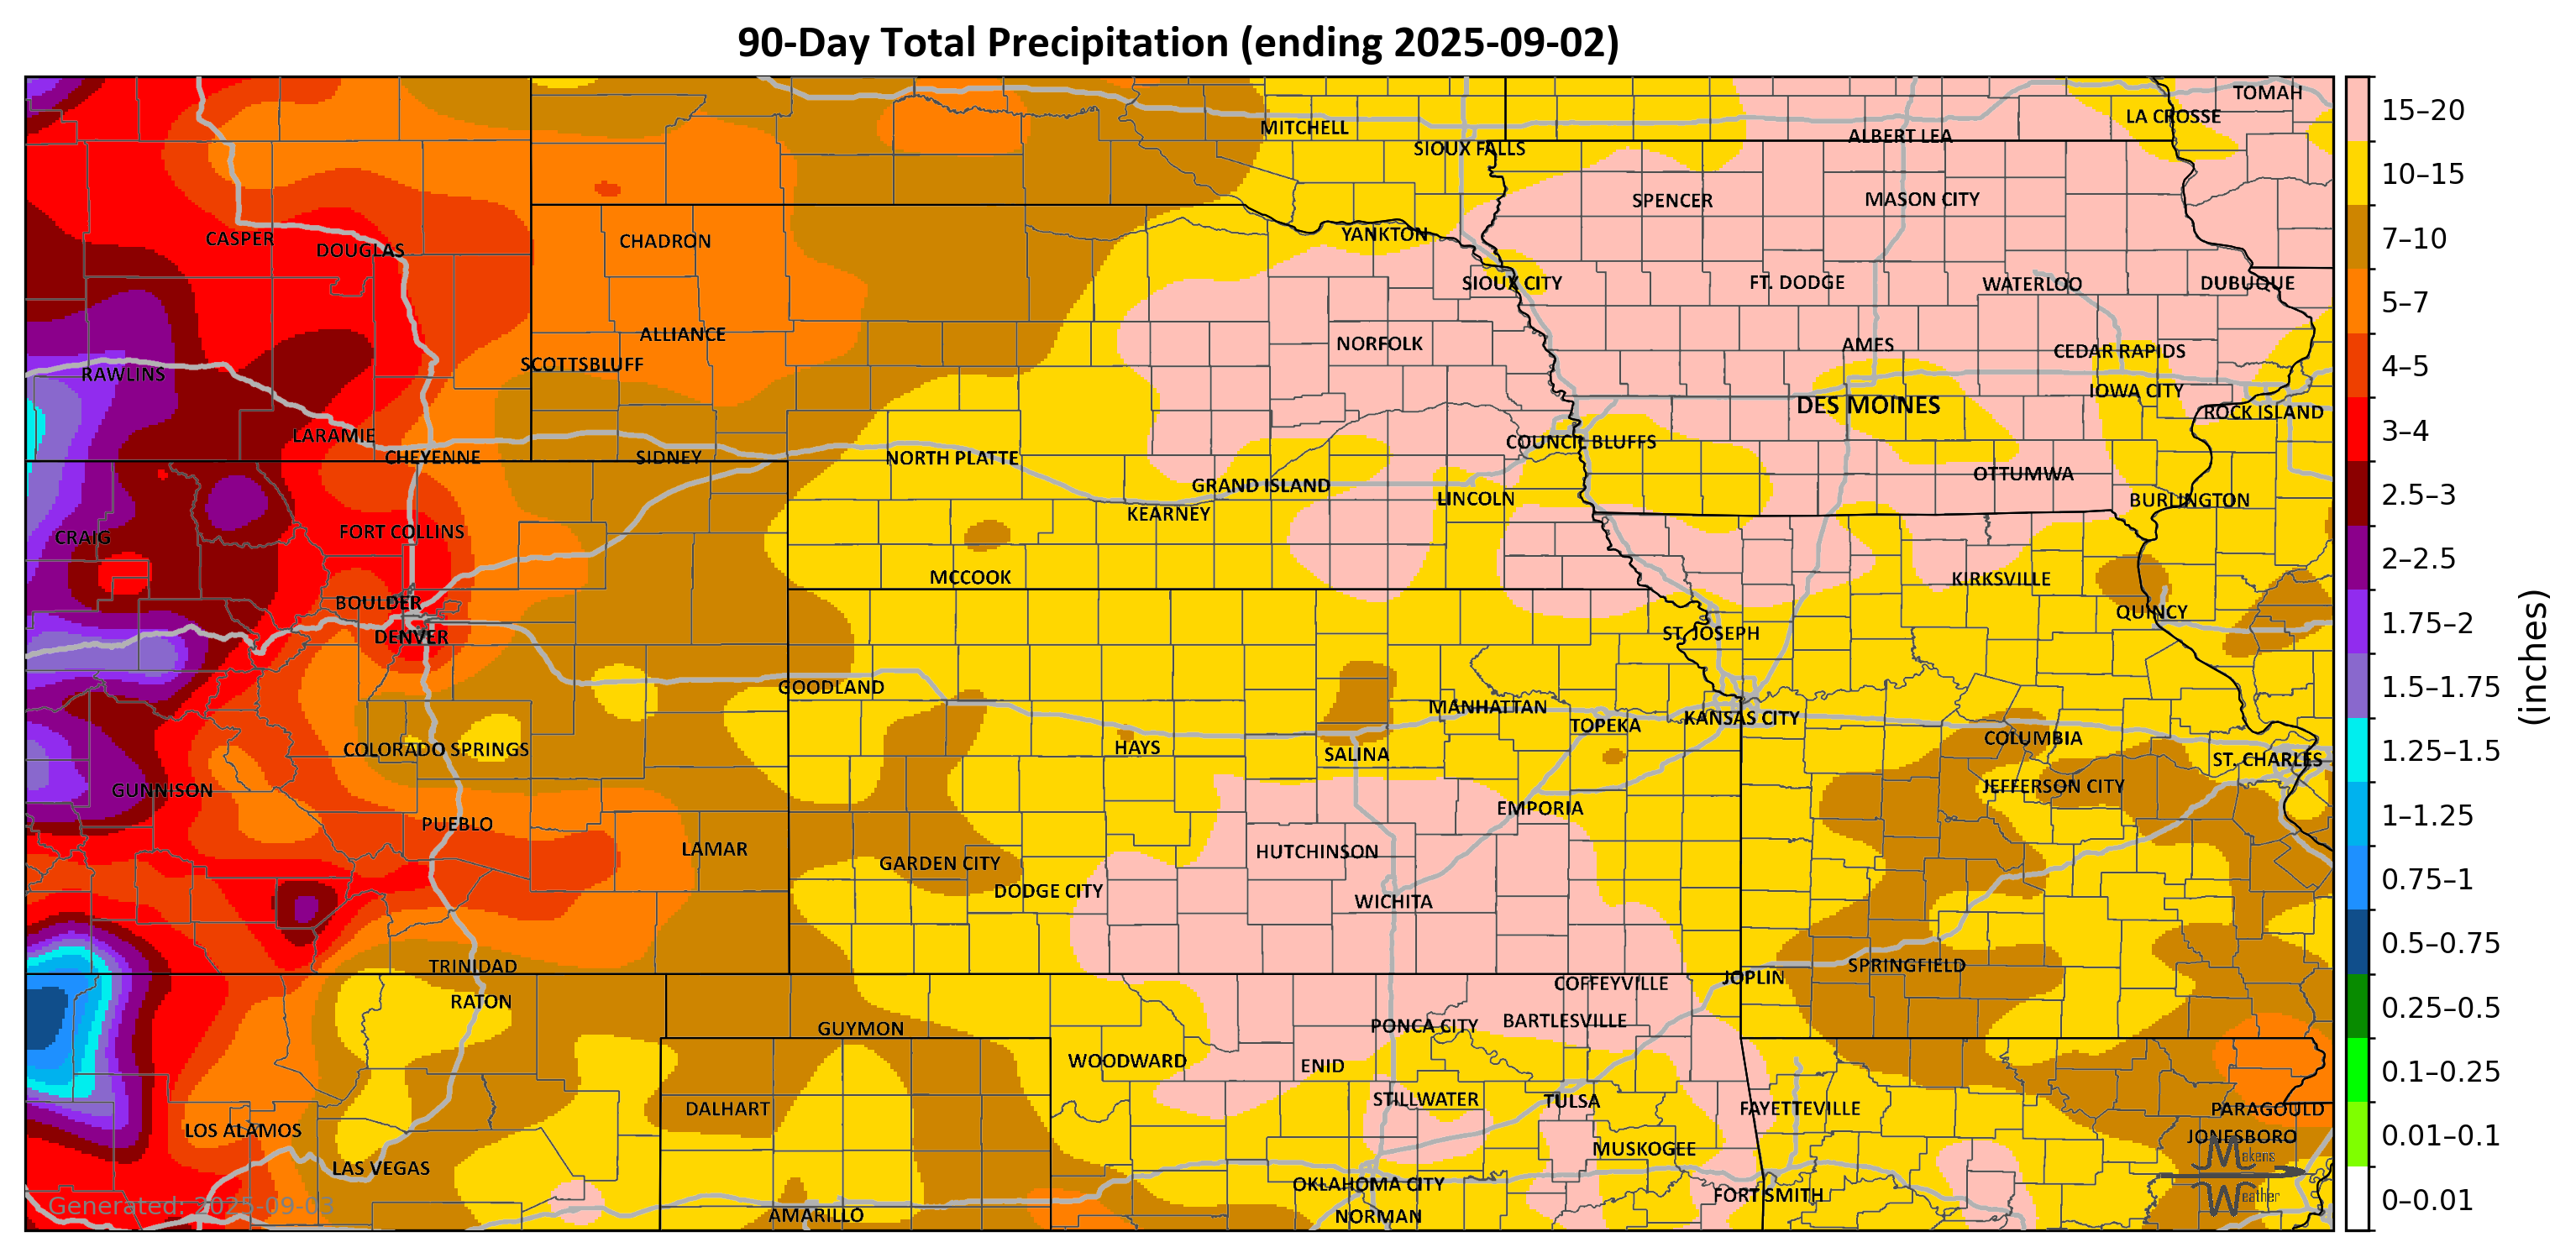 90-Day Total Precipitation (ending 2025-09-02)
TOMAH
LA CROSSE
MITCHELL
ALBERT LEA
SIOUX FALLS
SPENCER
MASON CITY
CASPER
DOUGLAS
CHADRON
YANKTON
SIOUX CITY
FT. DODGE
WATERLOO
DUBUQUE
ALLIANCE
NORFOLK
AMES
CEDAR RAPIDS
SCOTTSBLUFF
RAWLINS
IOWA CITY
DES MOINES
ROCK ISLAND
LARAMIE
COUNCIL BLUFFS
CHEYENNE
SIDNEY
NORTH PLATTE
OTTUMWA
GRAND ISLAND
LINCOLN
BURLINGTON
KEARNEY
FORT COLLINS
CRAIG
MCCOOK
KIRKSVILLE
BOULDER
QUINCY
DENVER
ST. JOSEPH
GOODLAND
MANHATTAN
KANSAS CITY
TOPEKA
COLUMBIA
COLORADO SPRINGS
HAYS
SALINA
ST. CHARLES
GUNNISON
JEFFERSON CITY
EMPORIA
PUEBLO
LAMAR
HUTCHINSON
GARDEN CITY
DODGE CITY
WICHITA
TRINIDAD
SPRINGFIELD
JOPLIN
COFFEYVILLE
RATON
BARTLESVILLE
PONCA CITY
GUYMON
WOODWARD
ENID
STILLWATER
TULSA
DALHART
FAYETTEVILLE
PARAGOULD
LOS ALAMOS
JONESBORO
MUSKOGEE
LAS VEGAS
OKLAHOMA CITY
FORT SMITH
AMARILLO
NORMAN
Generated: 2025-09-03
Makens
Weather
15–20
10–15
7–10
5–7
4–5
3–4
2.5–3
2–2.5
1.75–2
1.5–1.75
1.25–1.5
1–1.25
0.75–1
0.5–0.75
0.25–0.5
0.1–0.25
0.01–0.1
0–0.01
(inches)